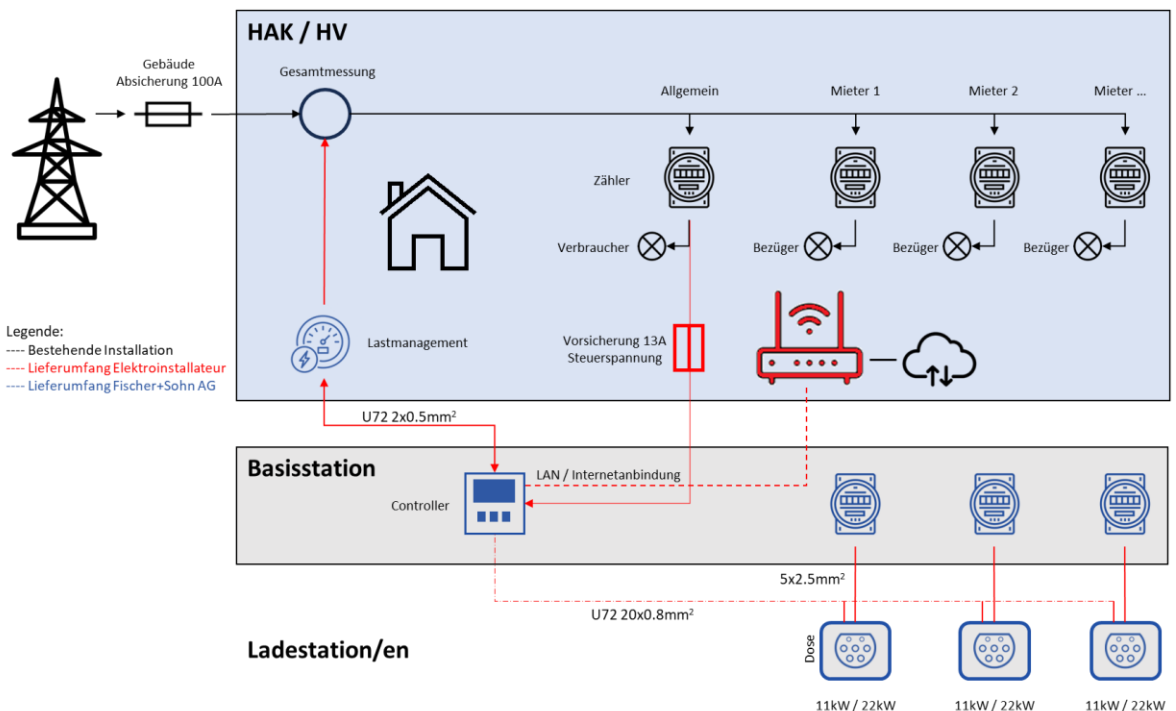 HAK / HV
Gebäude
Absicherung 100A
Gesamtmessung
Allgemein
Mieter 1
Mieter 2
Mieter ...
Zähler
Verbraucher
Bezüger
Bezüger
Bezüger
Legende:
---- Bestehende Installation
---- Lieferumfang Elektroinstallateur
---- Lieferumfang Fischer+Sohn AG
Lastmanagement
Vorsicherung 13A
Steuerspannung
U72 2x0.5mm²
Basisstation
LAN / Internetanbindung
Controller
5x2.5mm²
U72 20x0.8mm²
Ladestation/en
Dose
11kW / 22kW
11kW / 22kW
11kW / 22kW